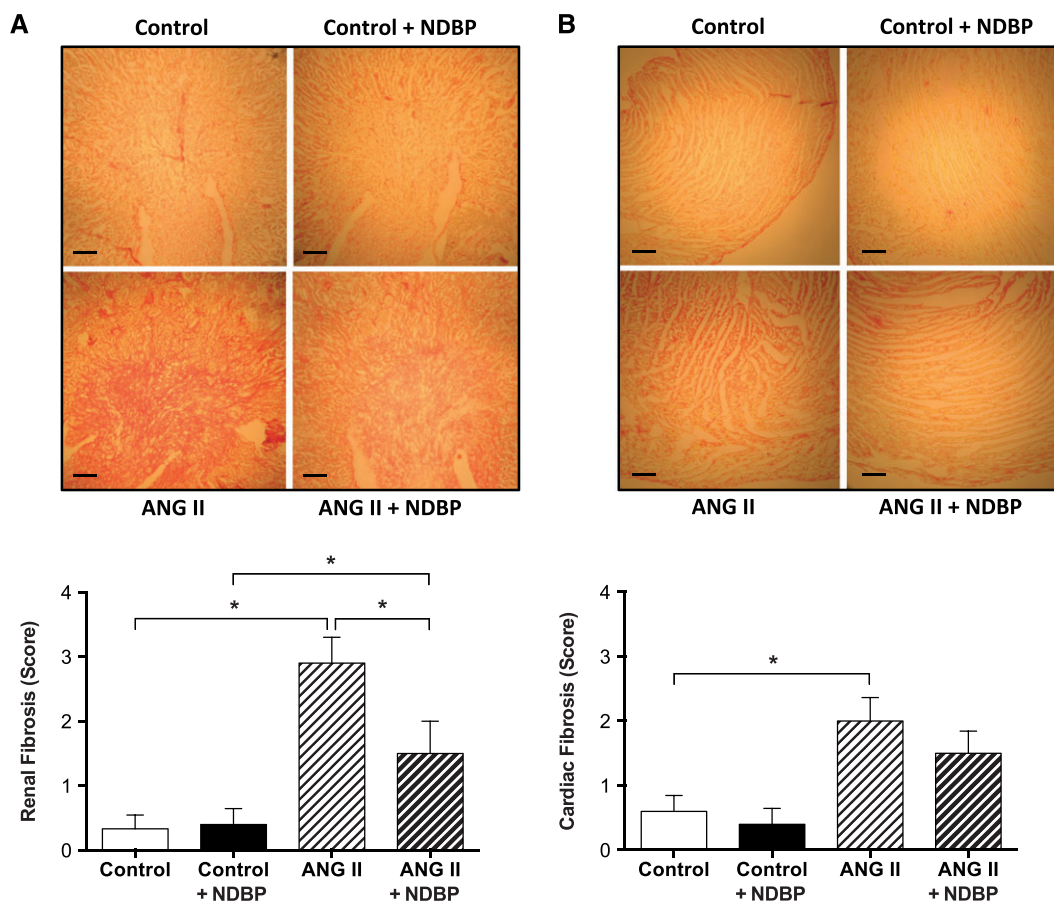 A
Control
Control + NDBP
ANG II
ANG II + NDBP
Renal Fibrosis (Score)
4
3
2
1
0
*
*
*
Control
Control
+ NDBP
ANG II
ANG II
+ NDBP
B
Control
Control + NDBP
ANG II
ANG II + NDBP
Cardiac Fibrosis (Score)
4
3
2
1
0
*
Control
Control
+ NDBP
ANG II
ANG II
+ NDBP